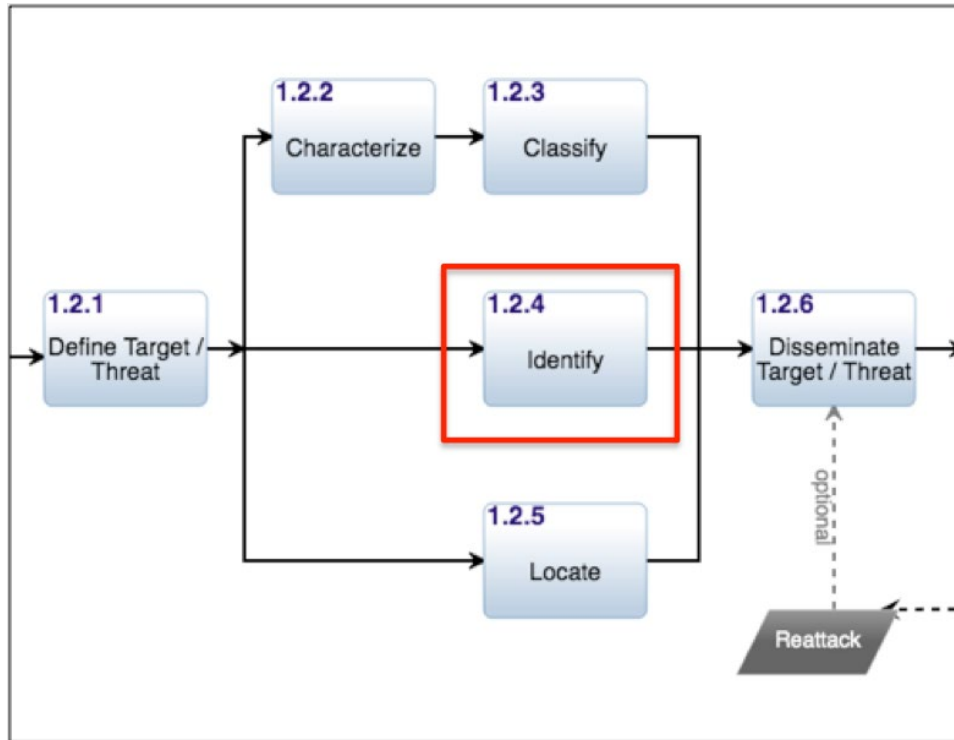 1.2.2
Characterize
1.2.3
Classify
1.2.1
Define Target /
Threat
1.2.4
Identify
1.2.6
Disseminate
Target / Threat
1.2.5
Locate
optional
Reattack